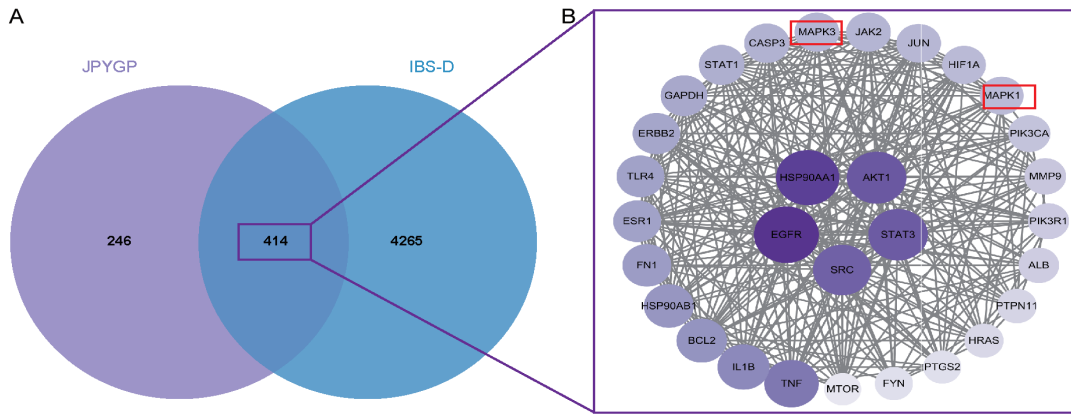 A
B
JPYGP
IBS-D
246
414
4265
MAPK3
JAK2
JUN
HIF1A
MAPK1
PIK3CA
MMP9
PIK3R1
ALB
PTPN11
HRAS
PTGS2
FYN
MTOR
TNF
IL1B
BCL2
HSP90AB1
FN1
ESR1
TLR4
ERBB2
GAPDH
STAT1
CASP3
HSP90AA1
AKT1
EGFR
STAT3
SRC